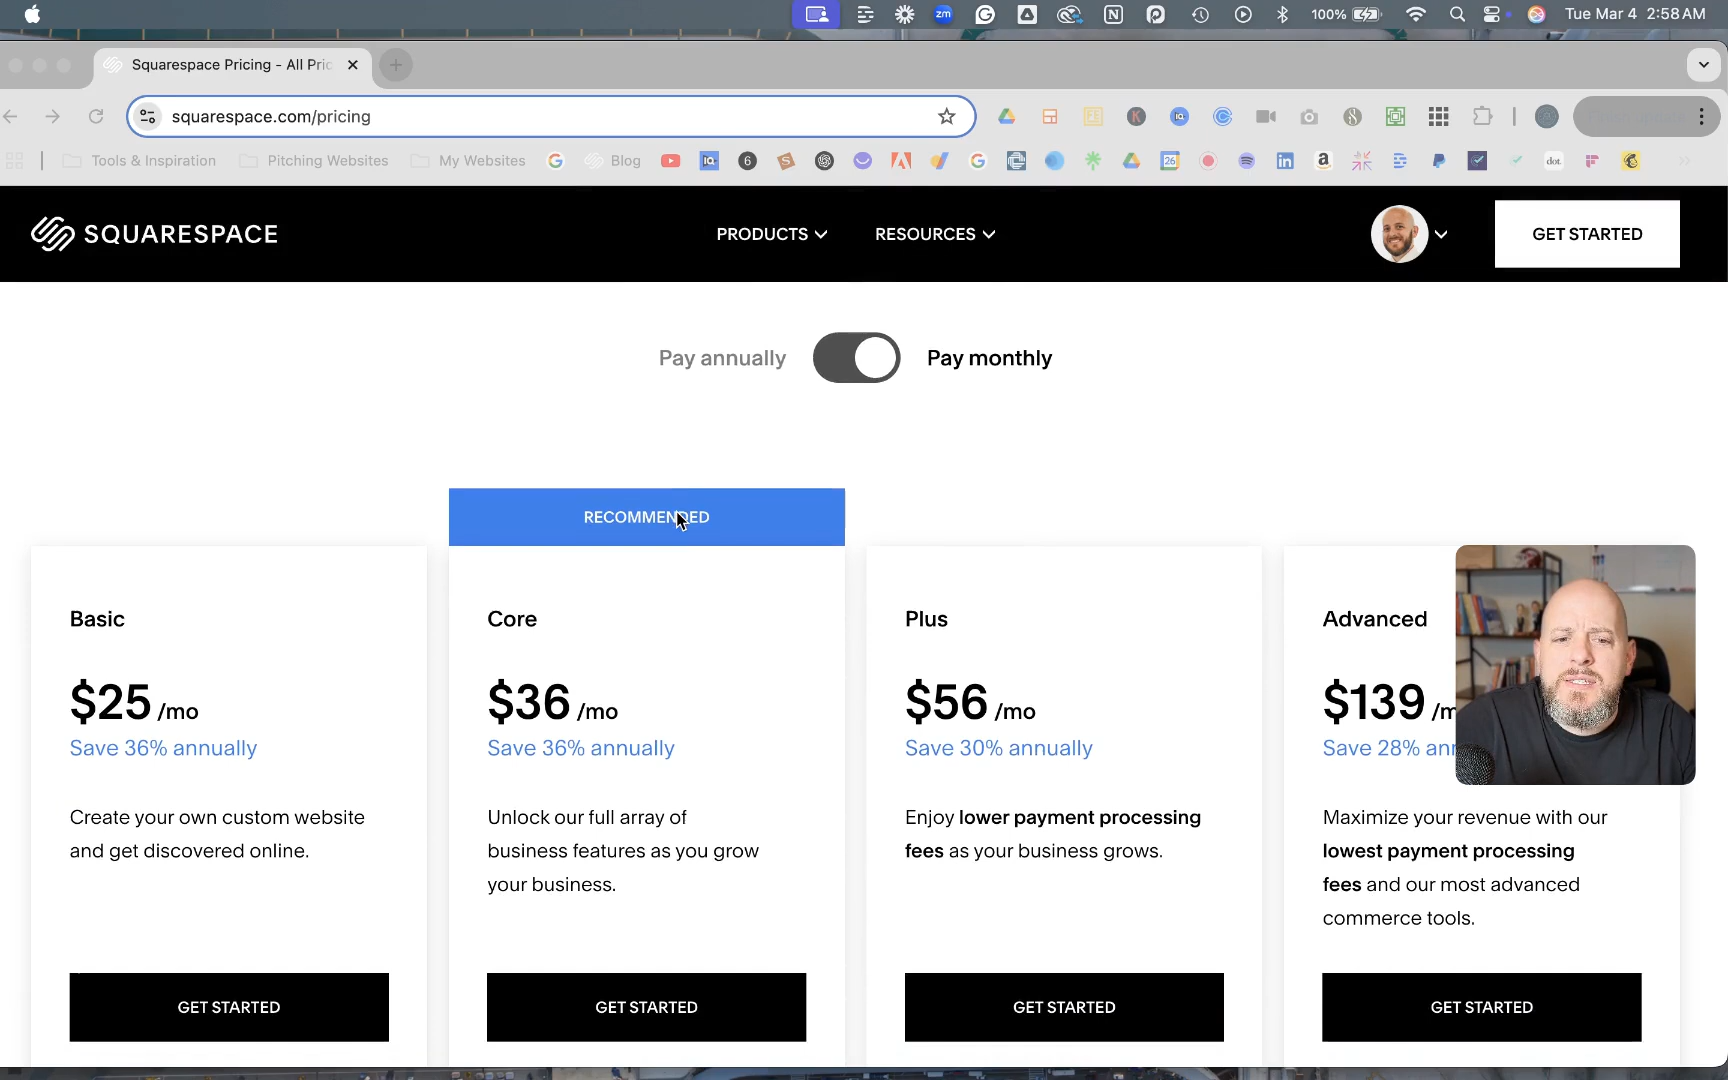 zm
100%
Tue Mar 4 2:58 AM
Squarespace Pricing - All Pric
squarespace.com/pricing
Tools & Inspiration
Pitching Websites
My Websites
Blog
dot.
SQUARESPACE
PRODUCTS
RESOURCES
GET STARTED
Pay annually
Pay monthly
RECOMMENDED
Basic
$25 /mo
Save 36% annually
Create your own custom website
and get discovered online.
GET STARTED
Core
$36 /mo
Save 36% annually
Unlock our full array of
business features as you grow
your business.
GET STARTED
Plus
$56 /mo
Save 30% annually
Enjoy lower payment processing
fees as your business grows.
GET STARTED
Advanced
$139 /m
Save 28% ann
Maximize your revenue with our
lowest payment processing
fees and our most advanced
commerce tools.
GET STARTED